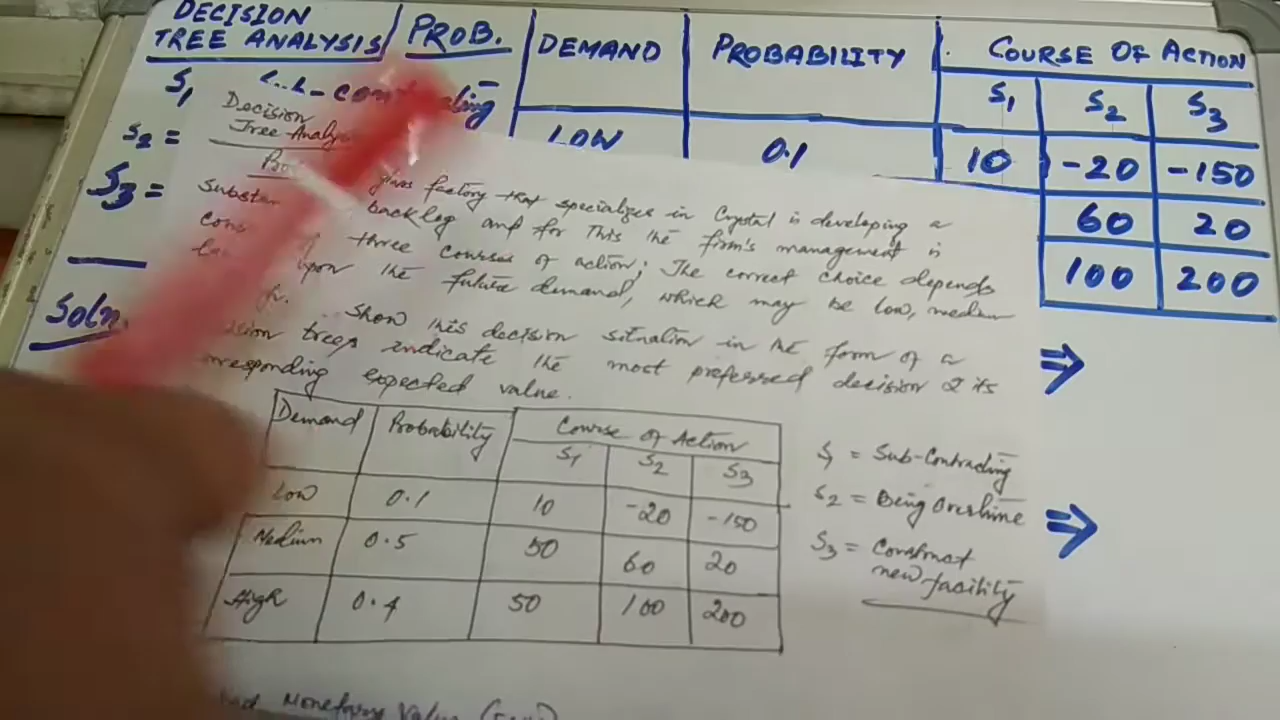 DECISION
TREE ANALYSIS
PROB.
DEMAND
PROBABILITY
COURSE OF ACTION
S1
S2
S3
LOW
0.1
10
-20
-150
60
20
100
200
S1
S2 =
S3 =
Soln.
⇒
⇒
Decision
Tree Analy
glass factory that specializes in Crystal is developing a
Substan backlog and for This the firm's management is
cons three courses of action; The correct choice depends
upon the future demand, which may be low, medium
Show this decision situation in the form of a
trees indicate the most preferred decision & its
rresponding expected value.
Demand
Probability
Course of Action
S1
S2
S3
Low
0.1
10
-20
-150
Medium
0.5
50
60
20
High
0.4
50
100
200
S1 = Sub-Contracting
S2 = Being Overtime
S3 = Construct
new facility
Monetary Value